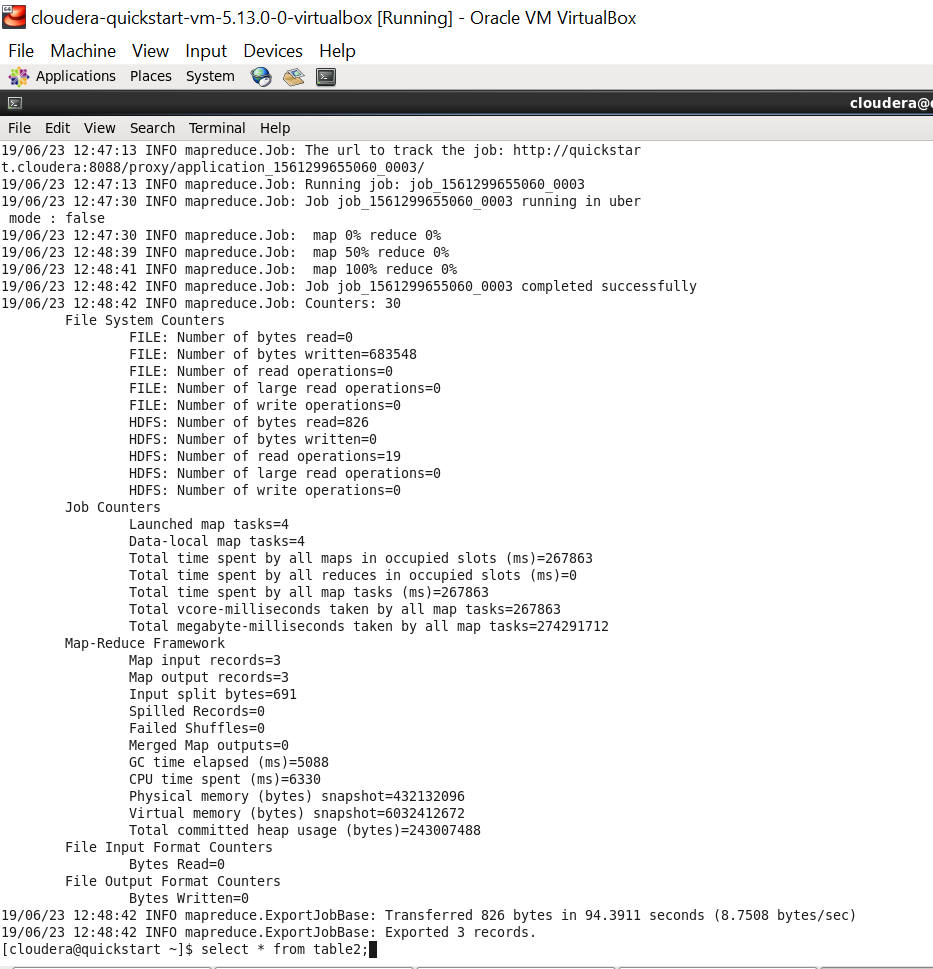 cloudera-quickstart-vm-5.13.0-0-virtualbox [Running] - Oracle VM VirtualBox
File Machine View Input Devices Help
Applications Places System
cloudera@
File Edit View Search Terminal Help
19/06/23 12:47:13 INFO mapreduce.Job: The url to track the job: http://quickstar
t.cloudera:8088/proxy/application_1561299655060_0003/
19/06/23 12:47:13 INFO mapreduce.Job: Running job: job_1561299655060_0003
19/06/23 12:47:30 INFO mapreduce.Job: Job job_1561299655060_0003 running in uber
 mode : false
19/06/23 12:47:30 INFO mapreduce.Job:  map 0% reduce 0%
19/06/23 12:48:39 INFO mapreduce.Job:  map 50% reduce 0%
19/06/23 12:48:41 INFO mapreduce.Job:  map 100% reduce 0%
19/06/23 12:48:42 INFO mapreduce.Job: Job job_1561299655060_0003 completed successfully
19/06/23 12:48:42 INFO mapreduce.Job: Counters: 30
File System Counters
FILE: Number of bytes read=0
FILE: Number of bytes written=683548
FILE: Number of read operations=0
FILE: Number of large read operations=0
FILE: Number of write operations=0
HDFS: Number of bytes read=826
HDFS: Number of bytes written=0
HDFS: Number of read operations=19
HDFS: Number of large read operations=0
HDFS: Number of write operations=0
Job Counters
Launched map tasks=4
Data-local map tasks=4
Total time spent by all maps in occupied slots (ms)=267863
Total time spent by all reduces in occupied slots (ms)=0
Total time spent by all map tasks (ms)=267863
Total vcore-milliseconds taken by all map tasks=267863
Total megabyte-milliseconds taken by all map tasks=274291712
Map-Reduce Framework
Map input records=3
Map output records=3
Input split bytes=691
Spilled Records=0
Failed Shuffles=0
Merged Map outputs=0
GC time elapsed (ms)=5088
CPU time spent (ms)=6330
Physical memory (bytes) snapshot=432132096
Virtual memory (bytes) snapshot=6032412672
Total committed heap usage (bytes)=243007488
File Input Format Counters
Bytes Read=0
File Output Format Counters
Bytes Written=0
19/06/23 12:48:42 INFO mapreduce.ExportJobBase: Transferred 826 bytes in 94.3911 seconds (8.7508 bytes/sec)
19/06/23 12:48:42 INFO mapreduce.ExportJobBase: Exported 3 records.
[cloudera@quickstart ~]$ select * from table2;